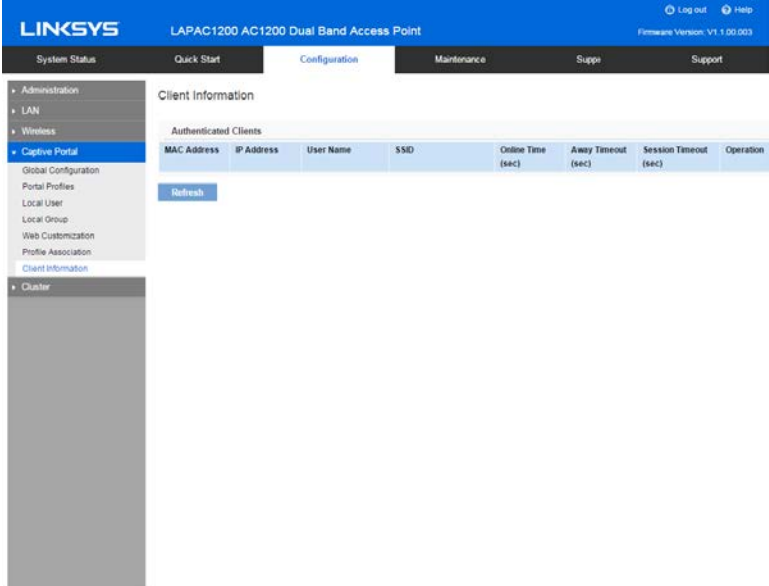 Log out Help
LINKSYS LAPAC1200 AC1200 Dual Band Access Point Firmware Version: V1.1.00.003
System Status Quick Start Configuration Maintenance Suppo Support
Administration
LAN
Wireless
Captive Portal
Global Configuration
Portal Profiles
Local User
Local Group
Web Customization
Profile Association
Client Information
Cluster
Client Information
Authenticated Clients
MAC Address IP Address User Name SSID Online Time (sec) Away Timeout (sec) Session Timeout (sec) Operation
Refresh